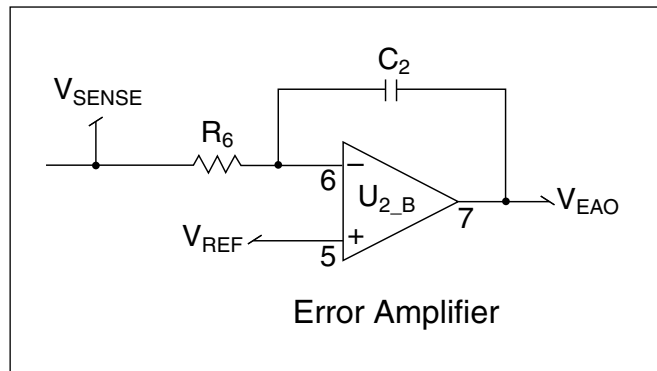 C2
VSENSE
R6
6
−
U2_B
7
VEAO
VREF
5
+
Error Amplifier